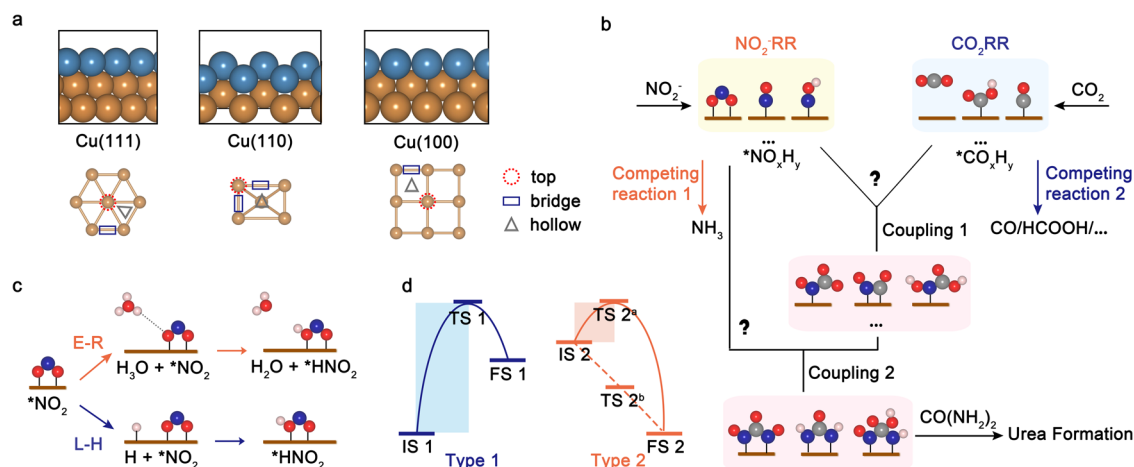 a
Cu(111)
Cu(110)
Cu(100)
top
bridge
hollow
b
NO₂⁻RR
CO₂RR
NO₂⁻
CO₂
...
*NOₓHᵧ
...
*COₓHᵧ
Competing
reaction 1
?
Competing
reaction 2
NH₃
Coupling 1
CO/HCOOH/...
...
?
Coupling 2
CO(NH₂)₂
Urea Formation
c
*NO₂
E-R
H₃O + *NO₂
H₂O + *HNO₂
L-H
H + *NO₂
*HNO₂
d
TS 1
FS 1
IS 1
Type 1
TS 2ᵃ
IS 2
TS 2ᵇ
FS 2
Type 2